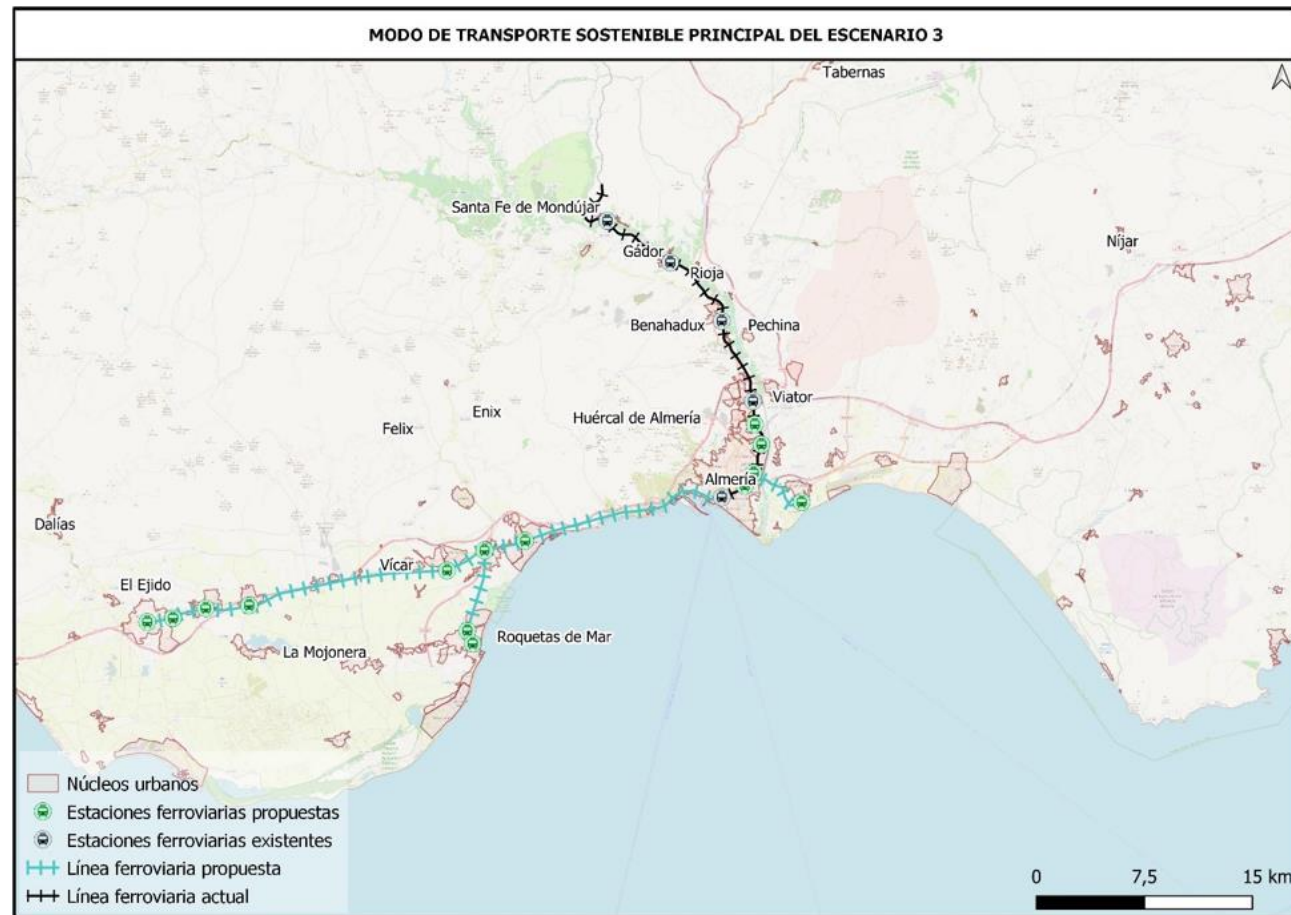 MODO DE TRANSPORTE SOSTENIBLE PRINCIPAL DEL ESCENARIO 3
Tabernas
Santa Fe de Mondújar
Níjar
Gádor
Rioja
Benahadux
Pechina
Viator
Enix
Huércal de Almería
Felix
Almería
Dalías
Vícar
El Ejido
Roquetas de Mar
La Mojonera
Núcleos urbanos
Estaciones ferroviarias propuestas
Estaciones ferroviarias existentes
Línea ferroviaria propuesta
Línea ferroviaria actual
0 7,5 15 km